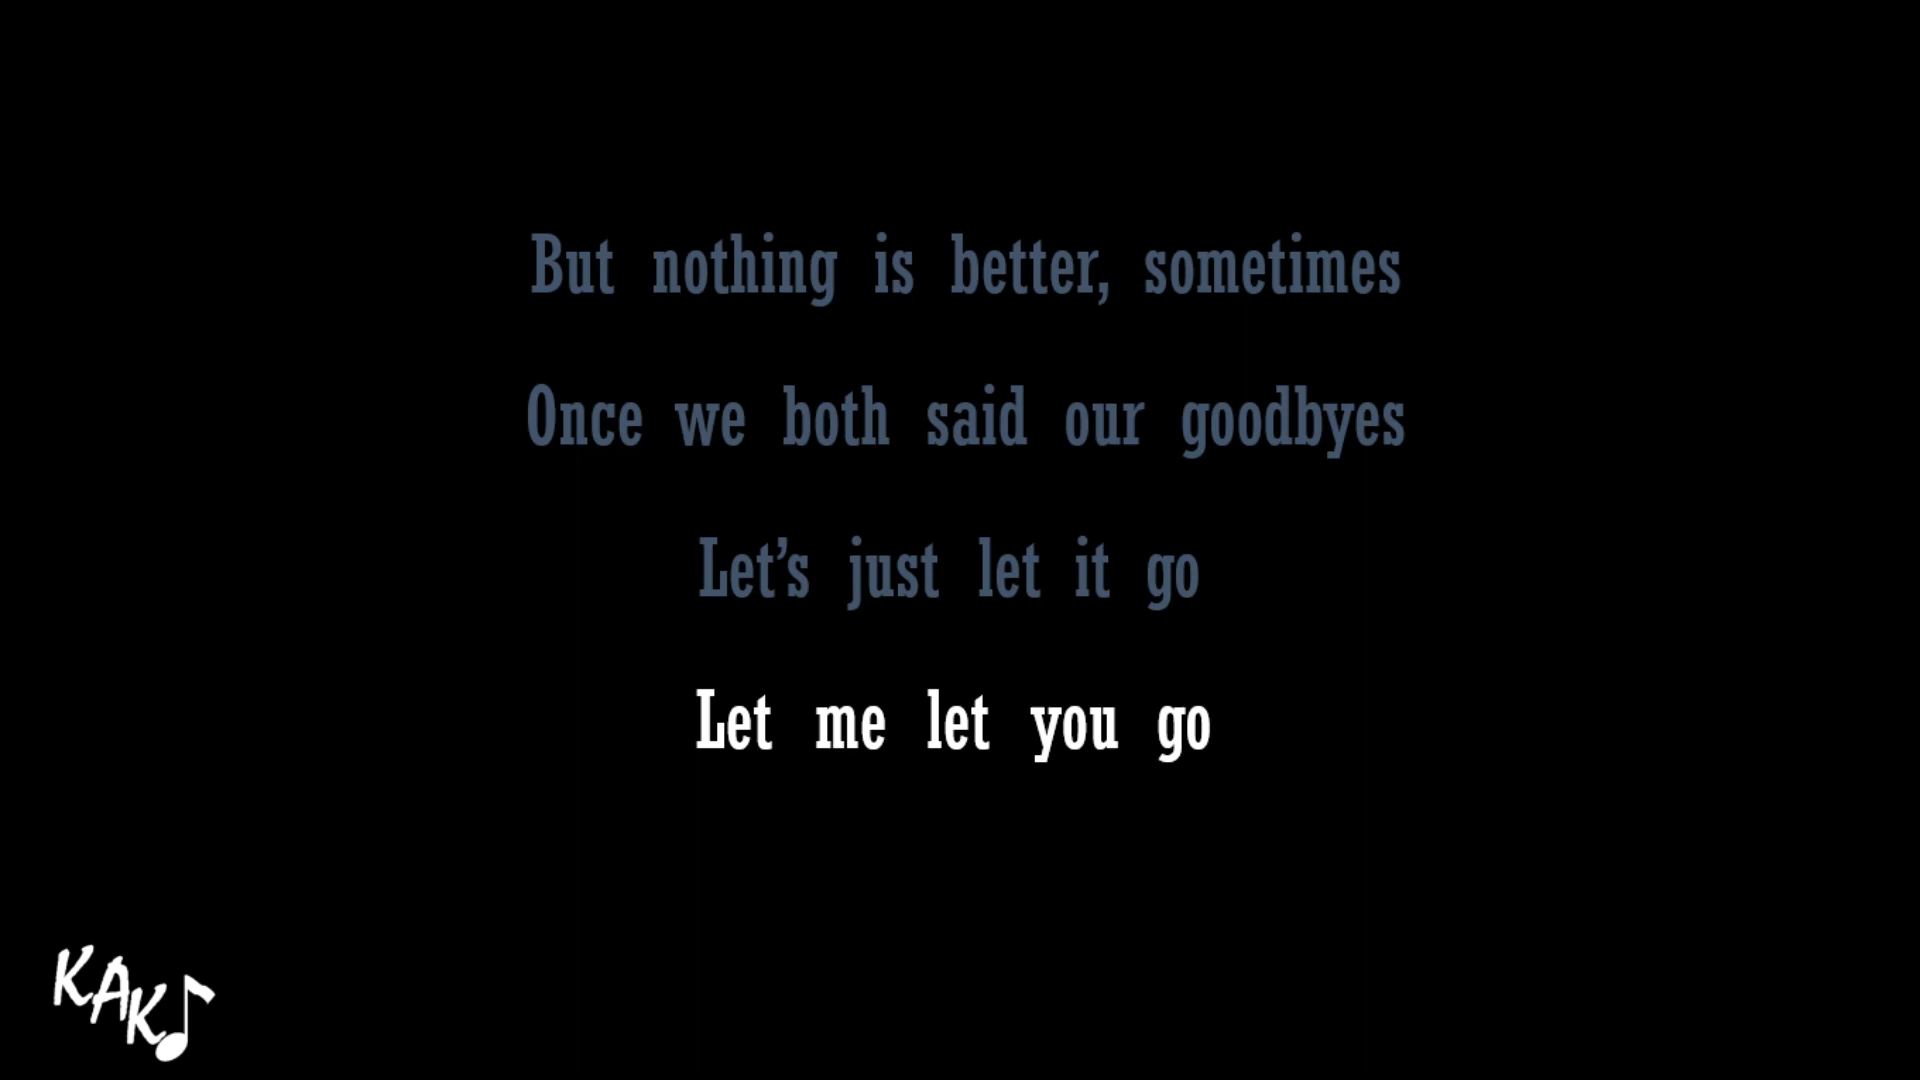 But nothing is better, sometimes
Once we both said our goodbyes
Let’s just let it go
Let me let you go
KAK